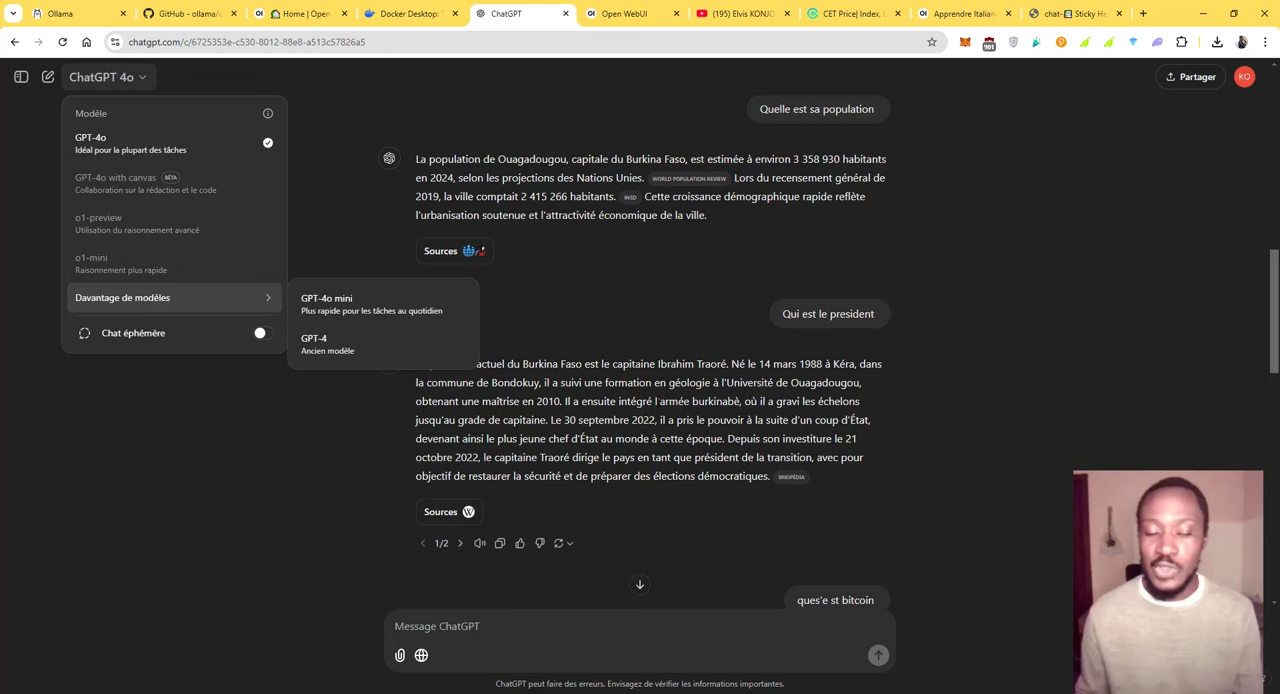 Ollama
GitHub - ollama/o
Home | Open
Docker Desktop: T
ChatGPT
Open WebUI
(195) Elvis KONJO
CET Price| Index, L
Apprendre Italian
chat- Sticky He
chatgpt.com/c/6725353e-c530-8012-88e8-a513c57826a5
901
ChatGPT 4o
Partager
KO
Modèle
GPT-4o
Idéal pour la plupart des tâches
GPT-4o with canvas BÊTA
Collaboration sur la rédaction et le code
o1-preview
Utilisation du raisonnement avancé
o1-mini
Raisonnement plus rapide
Davantage de modèles
Chat éphémère
GPT-4o mini
Plus rapide pour les tâches au quotidien
GPT-4
Ancien modèle
Quelle est sa population
La population de Ouagadougou, capitale du Burkina Faso, est estimée à environ 3 358 930 habitants
en 2024, selon les projections des Nations Unies. WORLD POPULATION REVIEW Lors du recensement général de
2019, la ville comptait 2 415 266 habitants. INSD Cette croissance démographique rapide reflète
l'urbanisation soutenue et l'attractivité économique de la ville.
Sources
Qui est le president
actuel du Burkina Faso est le capitaine Ibrahim Traoré. Né le 14 mars 1988 à Kéra, dans
la commune de Bondokuy, il a suivi une formation en géologie à l'Université de Ouagadougou,
obtenant une maîtrise en 2010. Il a ensuite intégré l'armée burkinabè, où il a gravi les échelons
jusqu'au grade de capitaine. Le 30 septembre 2022, il a pris le pouvoir à la suite d'un coup d'État,
devenant ainsi le plus jeune chef d'État au monde à cette époque. Depuis son investiture le 21
octobre 2022, le capitaine Traoré dirige le pays en tant que président de la transition, avec pour
objectif de restaurer la sécurité et de préparer des élections démocratiques. WIKIPÉDIA
Sources W
1/2
ques'e st bitcoin
Message ChatGPT
ChatGPT peut faire des erreurs. Envisagez de vérifier les informations importantes.